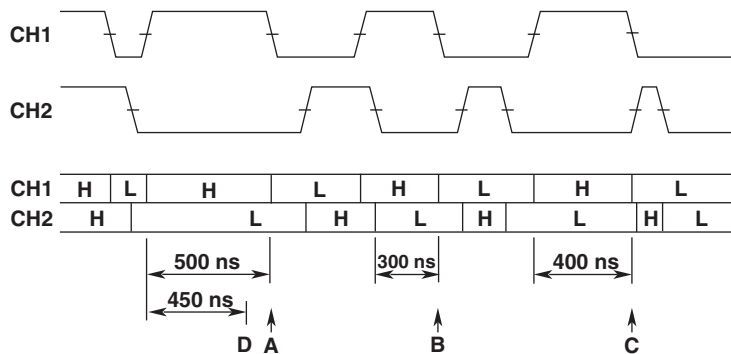 CH1
CH2
CH1 H L H L H L H L
CH2 H L H L H L H L
500 ns 300 ns 400 ns
450 ns
D A B C